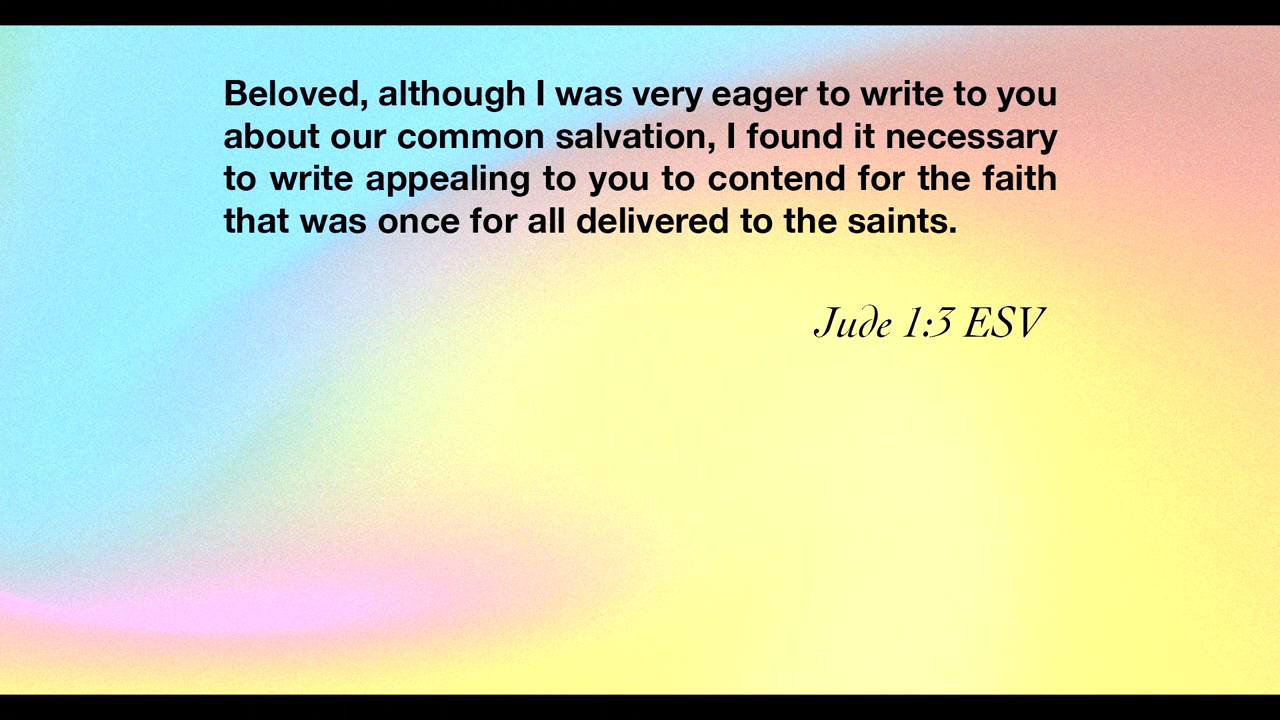 Beloved, although I was very eager to write to you
about our common salvation, I found it necessary
to write appealing to you to contend for the faith
that was once for all delivered to the saints.
Jude 1:3 ESV